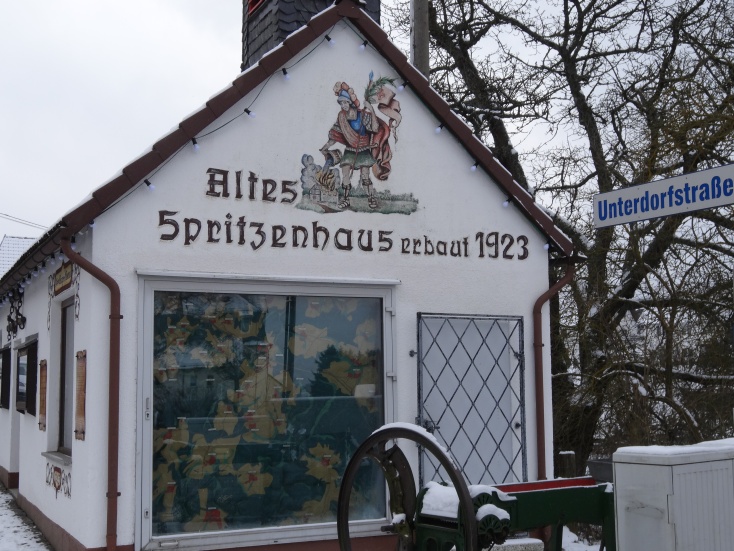 Altes
Spritzenhaus erbaut 1923
Unterdorfstraße